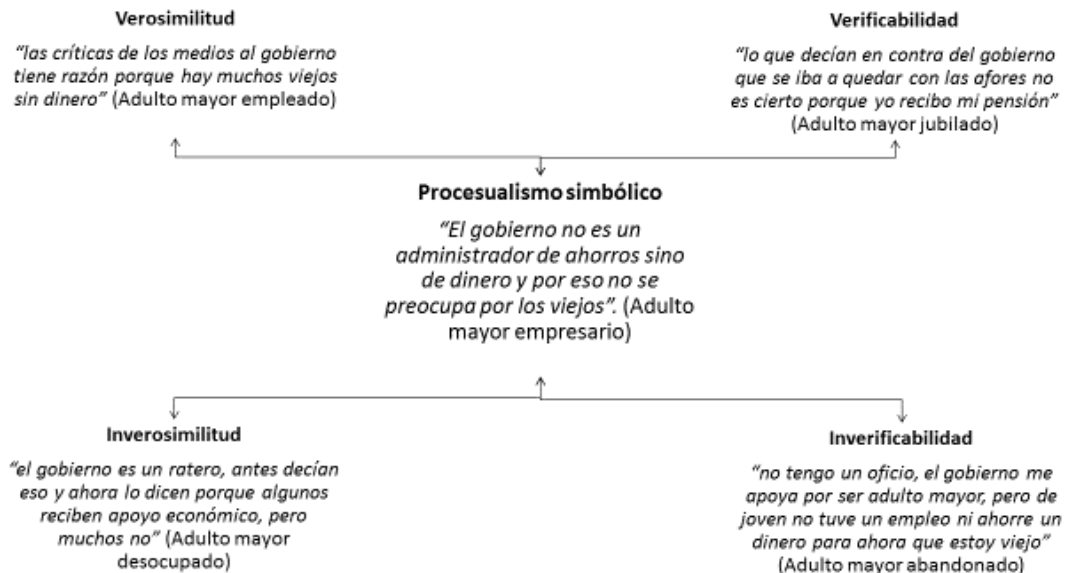 Verosimilitud
“las críticas de los medios al gobierno
tiene razón porque hay muchos viejos
sin dinero” (Adulto mayor empleado)
Verificabilidad
“lo que decían en contra del gobierno
que se iba a quedar con las afores no
es cierto porque yo recibo mi pensión”
(Adulto mayor jubilado)
Procesualismo simbólico
“El gobierno no es un
administrador de ahorros sino
de dinero y por eso no se
preocupa por los viejos”. (Adulto
mayor empresario)
Inverosimilitud
“el gobierno es un ratero, antes decían
eso y ahora lo dicen porque algunos
reciben apoyo económico, pero
muchos no” (Adulto mayor
desocupado)
Inverificabilidad
“no tengo un oficio, el gobierno me
apoya por ser adulto mayor, pero de
joven no tuve un empleo ni ahorre un
dinero para ahora que estoy viejo”
(Adulto mayor abandonado)